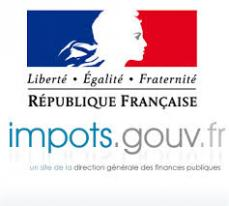 Liberté • Égalité • Fraternité
RÉPUBLIQUE FRANÇAISE
impots.gouv.fr
un site de la direction générale des finances publiques